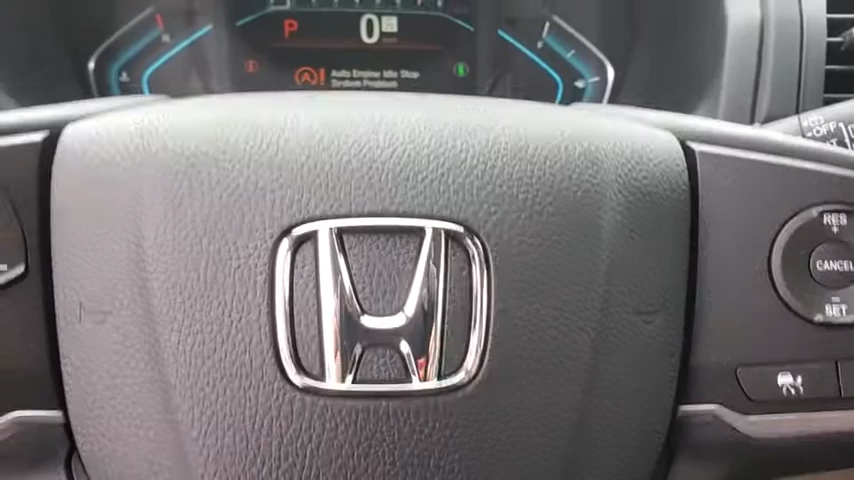 P 0
A! Auto Engine Idle Stop
System Problem
OFF
RES
+
CANCEL
−
SET